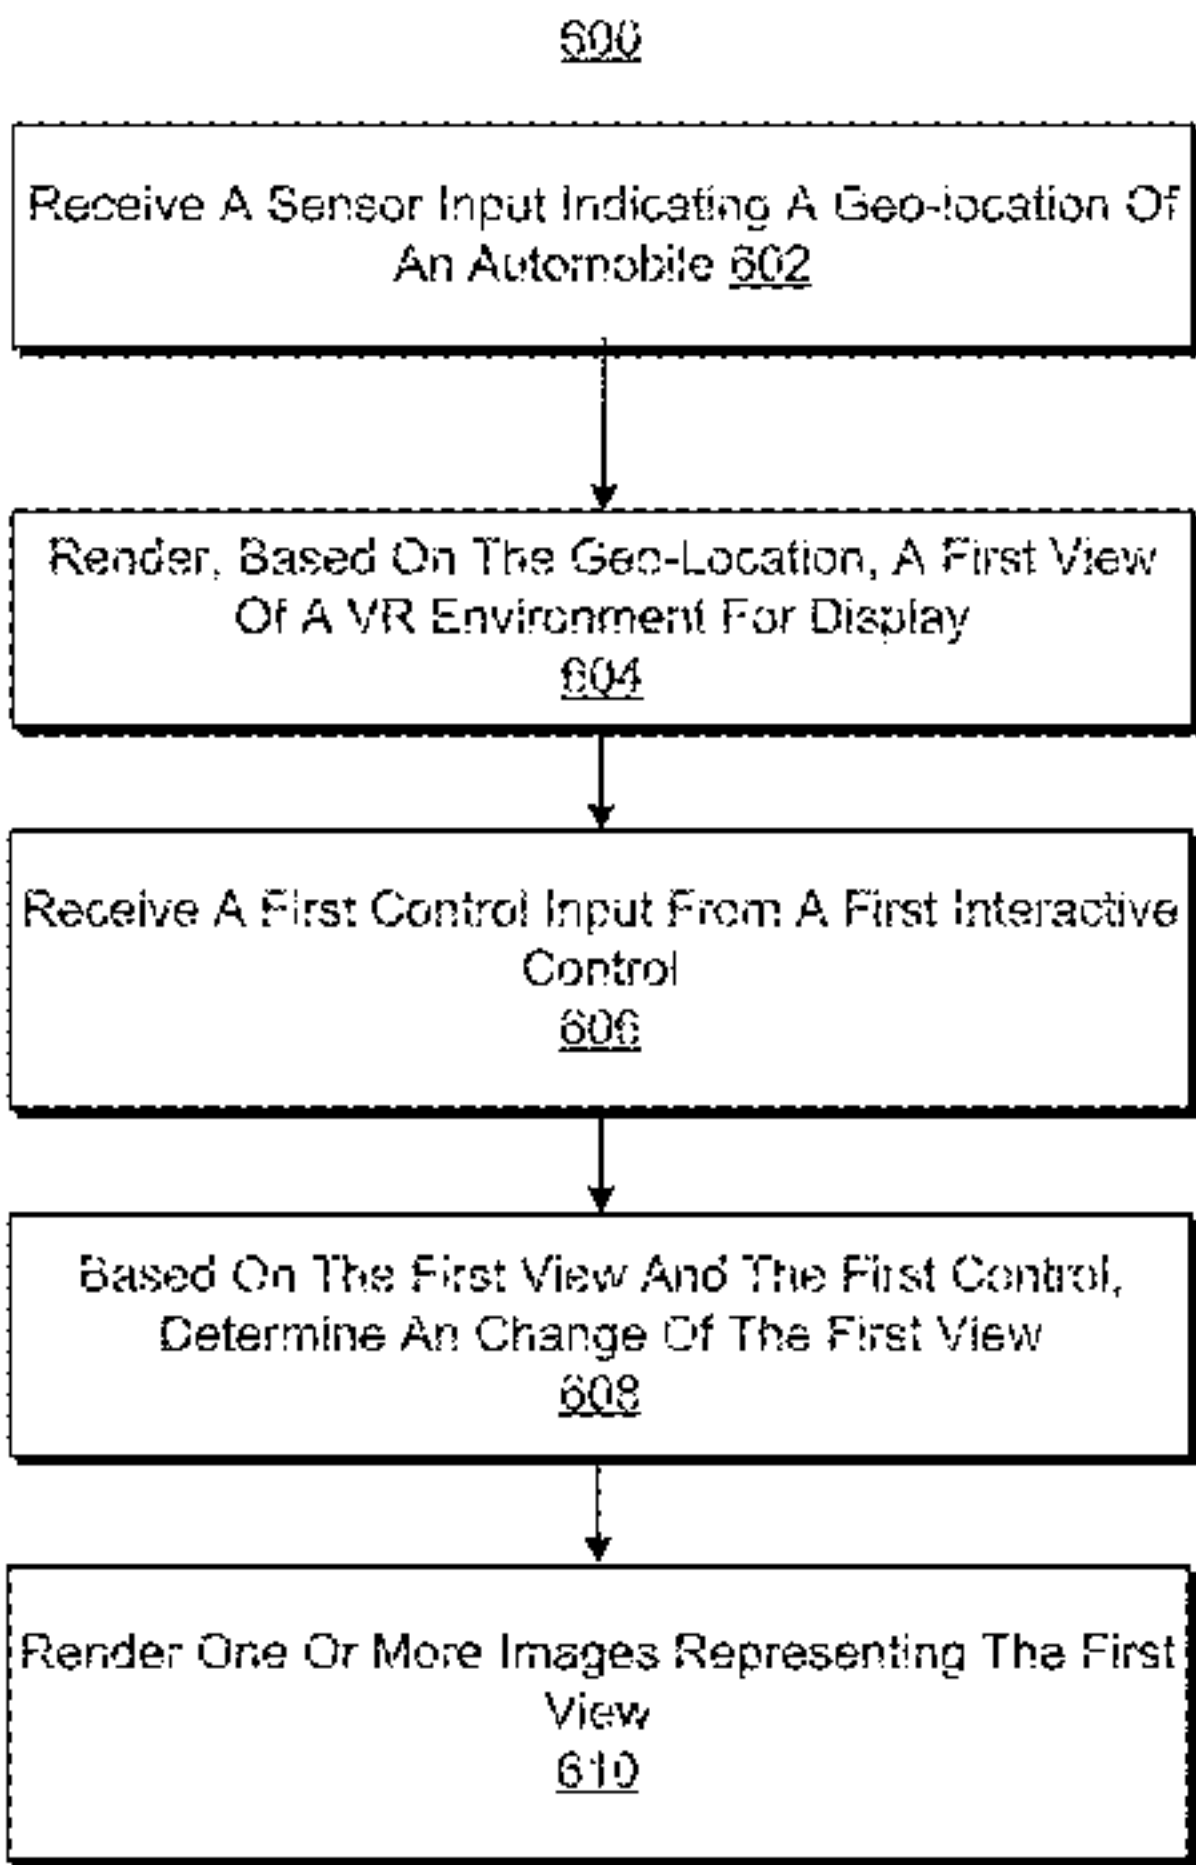 600
Receive A Sensor Input Indicating A Geo-location Of
An Automobile 602
Render, Based On The Geo-Location, A First View
Of A VR Environment For Display
604
Receive A First Control Input From A First Interactive
Control
606
Based On The First View And The First Control,
Determine An Change Of The First View
608
Render One Or More Images Representing The First
View
610